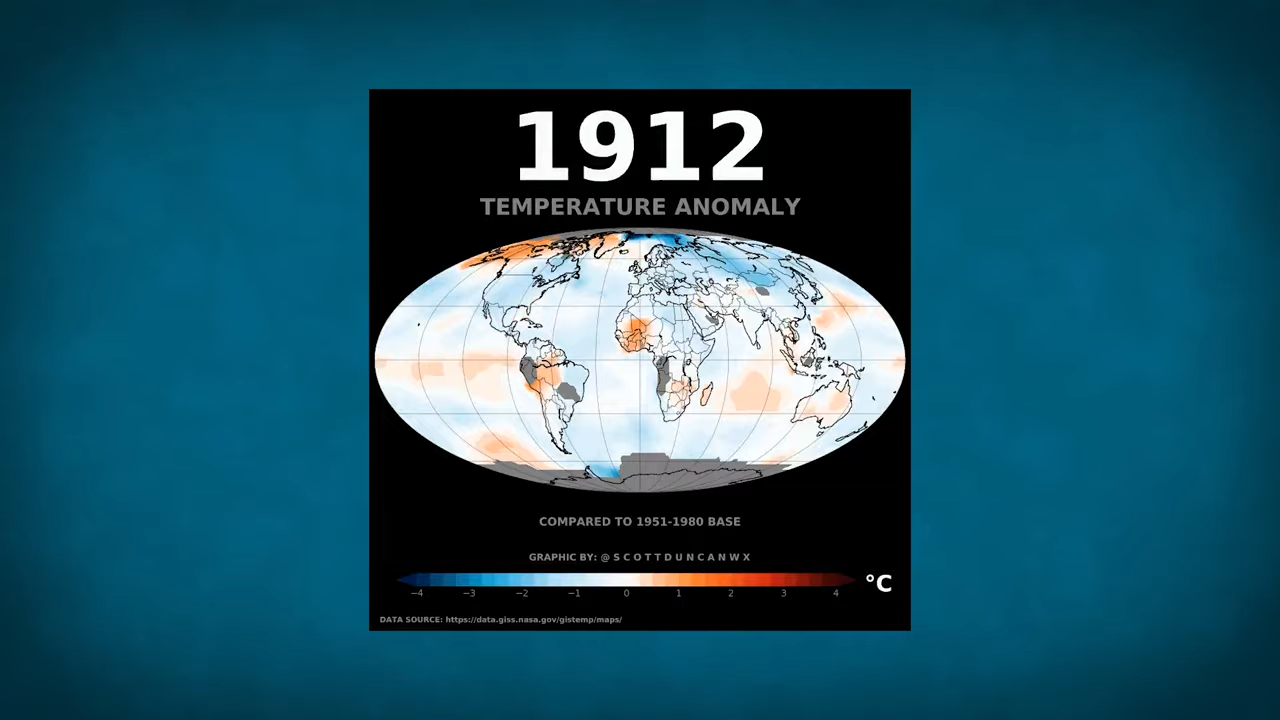 1912
TEMPERATURE ANOMALY
COMPARED TO 1951-1980 BASE
GRAPHIC BY: @SCOTTDUNCANWX
−4 −3 −2 −1 0 1 2 3 4 °C
DATA SOURCE: https://data.giss.nasa.gov/gistemp/maps/